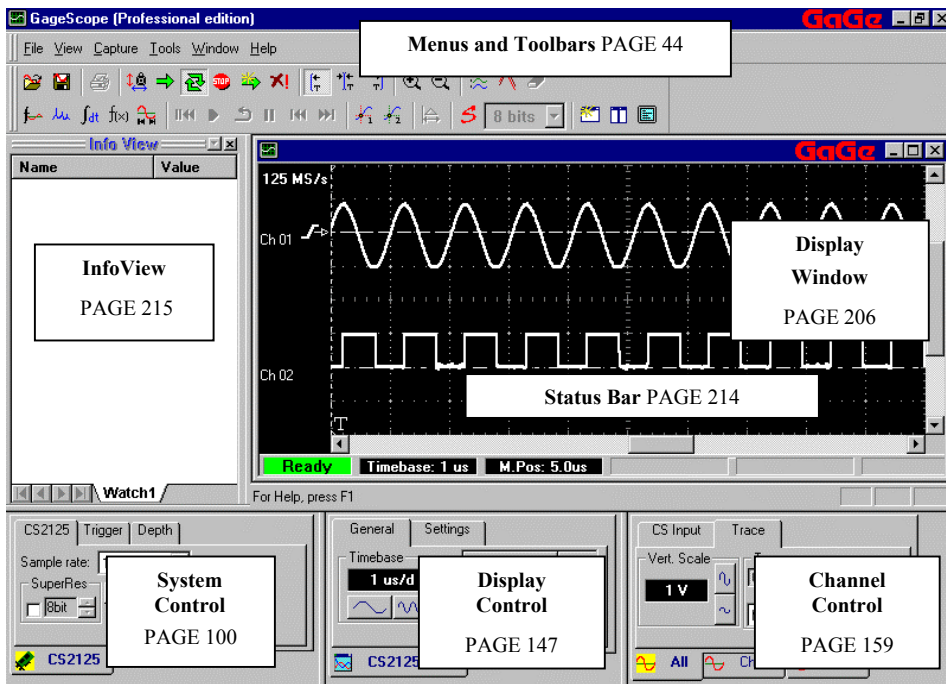 GageScope (Professional edition)
GaGe
File View Capture Tools Window Help
Menus and Toolbars PAGE 44
STOP
∫dt f(x)
1 2
8 bits
Info View
Name Value
InfoView
PAGE 215
Watch1
GaGe
125 MS/s
Ch 01
Ch 02
T
Display
Window
PAGE 206
Status Bar PAGE 214
Ready Timebase: 1 us M.Pos: 5.0us
For Help, press F1
CS2125 Trigger Depth
Sample rate:
SuperRes
8bit
System
Control
PAGE 100
CS2125
General Settings
Timebase
1 us/d
Display
Control
PAGE 147
CS2125
CS Input Trace
Vert. Scale
1 V
Channel
Control
PAGE 159
All